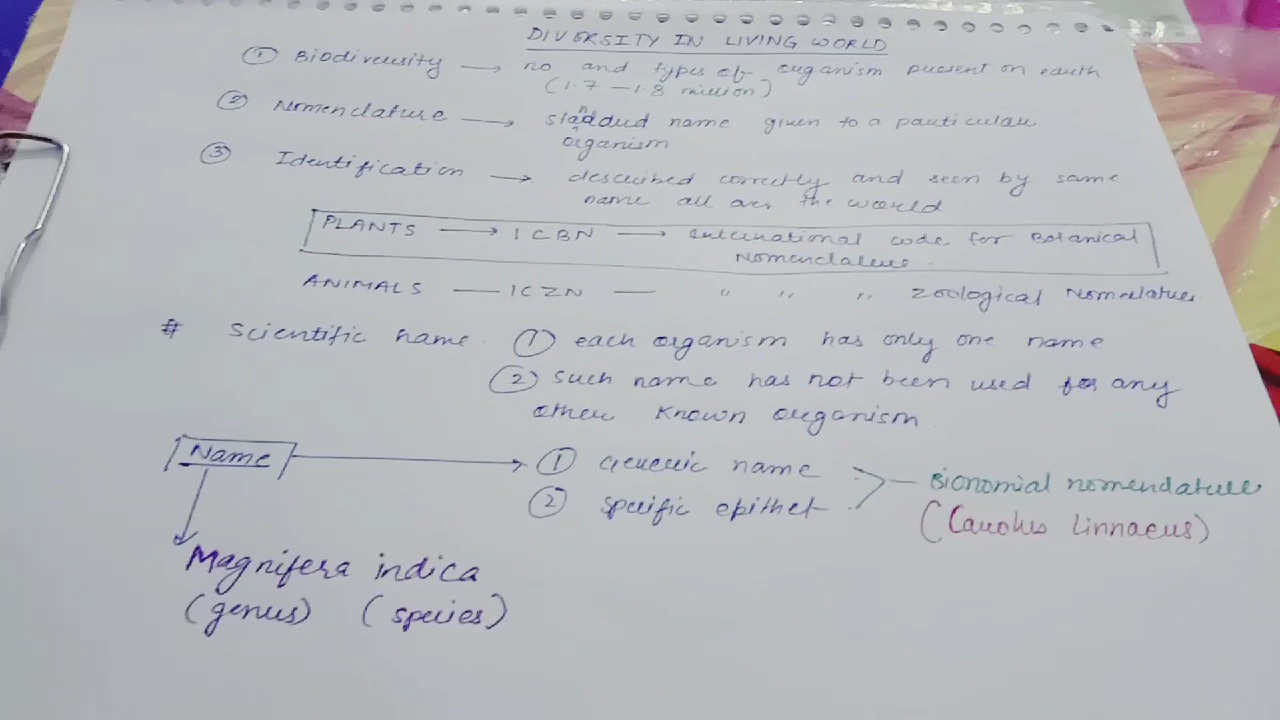 DIVERSITY IN LIVING WORLD
① Biodiversity → no and types of organism present on earth
(1.7 – 1.8 million)
② Nomenclature → standdud name given to a particular
organism
③ Identification → described correctly and seen by same
name all over the world
PLANTS → ICBN → International code for Botanical
Nomenclature.
ANIMALS — ICZN — " " " Zoological Nomenclature.
# Scientific name. ① each organism has only one name
② Such name has not been used for any
other known organism
Name → ① Generic name
② Specific epithet
Bionomial nomenclature
(Carolus Linnaeus)
Magnifera indica
(genus) (species)